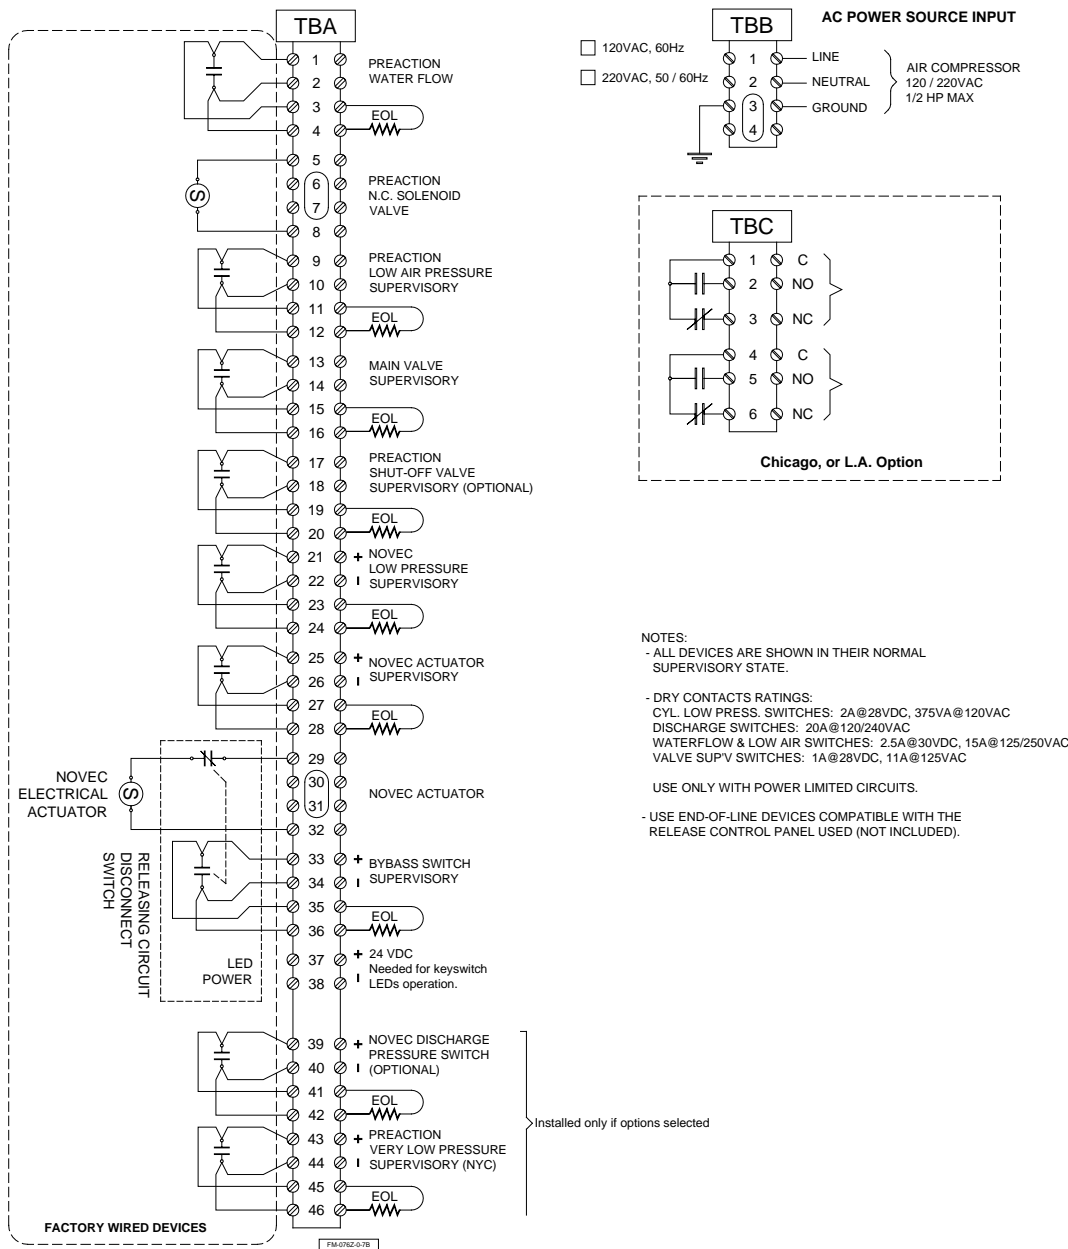 TBA
1
2
3
4
PREACTION
WATER FLOW
EOL
5
6
7
8
S
PREACTION
N.C. SOLENOID
VALVE
9
10
11
12
PREACTION
LOW AIR PRESSURE
SUPERVISORY
EOL
13
14
15
16
MAIN VALVE
SUPERVISORY
EOL
17
18
19
20
PREACTION
SHUT-OFF VALVE
SUPERVISORY (OPTIONAL)
EOL
21
22
23
24
+ NOVEC
LOW PRESSURE
– SUPERVISORY
EOL
25
26
27
28
+ NOVEC ACTUATOR
– SUPERVISORY
EOL
29
30
31
32
NOVEC
ELECTRICAL
ACTUATOR
S
NOVEC ACTUATOR
33
34
35
36
+ BYPASS SWITCH
– SUPERVISORY
EOL
RELEASING CIRCUIT
DISCONNECT
SWITCH
37
38
LED
POWER
+ 24 VDC
Needed for keyswitch
– LEDs operation.
39
40
41
42
+ NOVEC DISCHARGE
PRESSURE SWITCH
– (OPTIONAL)
EOL
43
44
45
46
+ PREACTION
VERY LOW PRESSURE
– SUPERVISORY (NYC)
EOL
Installed only if options selected
FACTORY WIRED DEVICES
FM-076Z-0-7B
TBB
AC POWER SOURCE INPUT
120VAC, 60Hz
220VAC, 50 / 60Hz
1 LINE
2 NEUTRAL
3 GROUND
4
AIR COMPRESSOR
120 / 220VAC
1/2 HP MAX
TBC
1 C
2 NO
3 NC
4 C
5 NO
6 NC
Chicago, or L.A. Option
NOTES:
- ALL DEVICES ARE SHOWN IN THEIR NORMAL
SUPERVISORY STATE.
- DRY CONTACTS RATINGS:
CYL. LOW PRESS. SWITCHES: 2A@28VDC, 375VA@120VAC
DISCHARGE SWITCHES: 20A@120/240VAC
WATERFLOW & LOW AIR SWITCHES: 2.5A@30VDC, 15A@125/250VAC
VALVE SUP'V SWITCHES: 1A@28VDC, 11A@125VAC
USE ONLY WITH POWER LIMITED CIRCUITS.
- USE END-OF-LINE DEVICES COMPATIBLE WITH THE
RELEASE CONTROL PANEL USED (NOT INCLUDED).